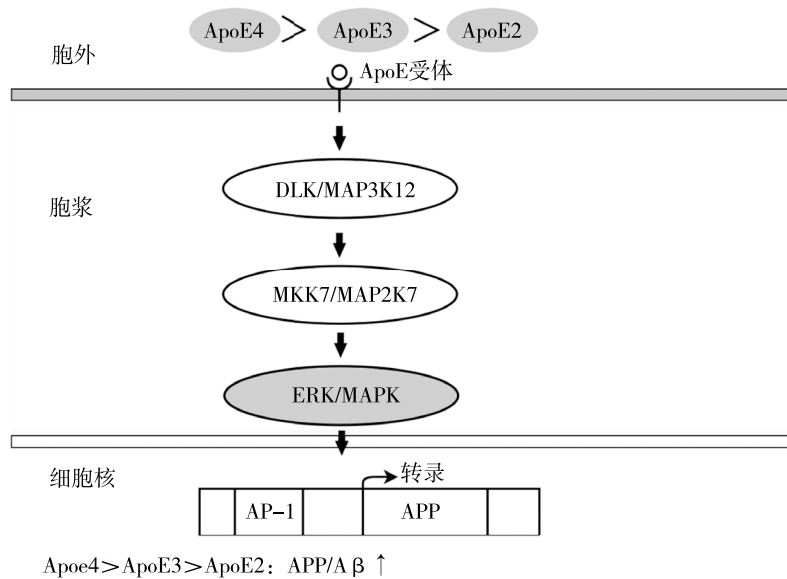 ApoE4 > ApoE3 > ApoE2
胞外
ApoE受体
DLK/MAP3K12
胞浆
MKK7/MAP2K7
ERK/MAPK
细胞核
转录
AP-1 APP
Apoe4>ApoE3>ApoE2：APP/Aβ↑